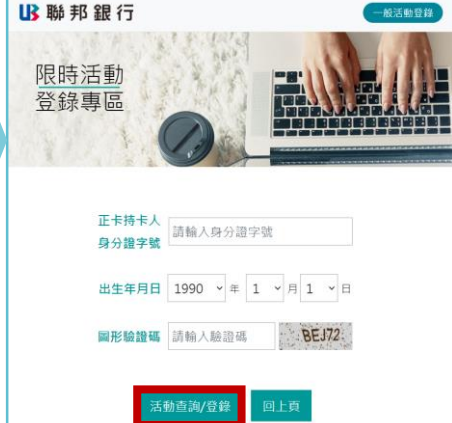 聯邦銀行
一般活動登錄
限時活動
登錄專區
正卡持卡人
身分證字號
請輸入身分證字號
出生年月日 1990 年 1 月 1 日
圖形驗證碼 請輸入驗證碼 BEJ72
活動查詢/登錄 回上頁